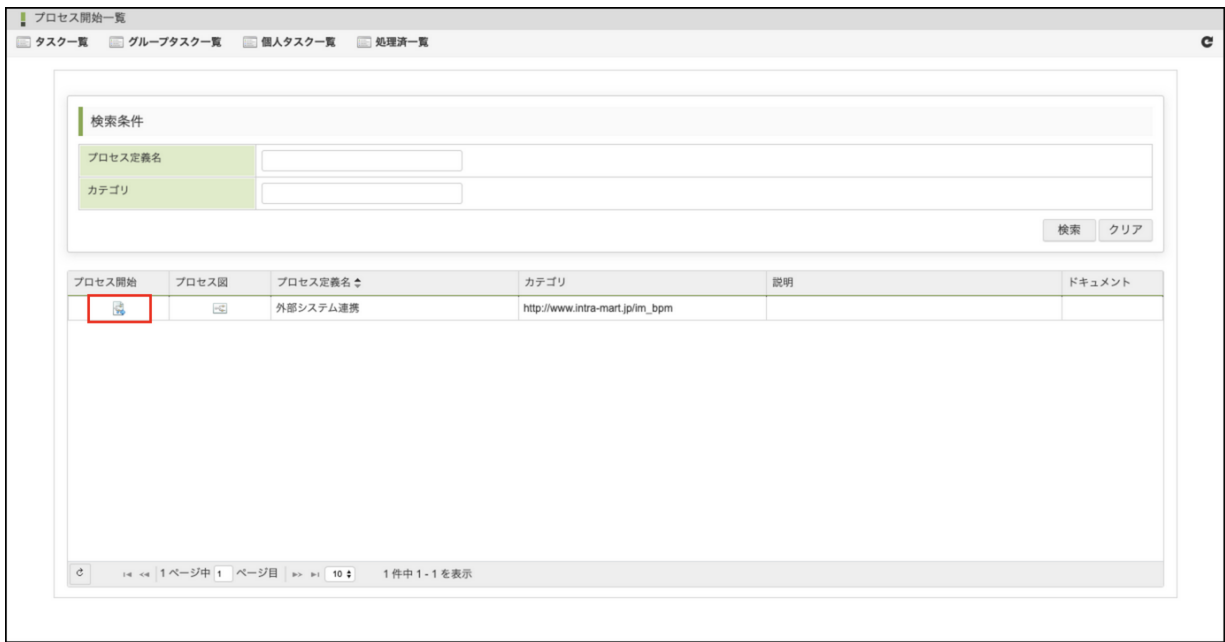 プロセス開始一覧
タスク一覧 グループタスク一覧 個人タスク一覧 処理済一覧
検索条件
プロセス定義名
カテゴリ
検索 クリア
プロセス開始 プロセス図 プロセス定義名 カテゴリ 説明 ドキュメント
外部システム連携 http://www.intra-mart.jp/im_bpm
1 ページ中 1 ページ目 10 1 件中 1 - 1 を表示